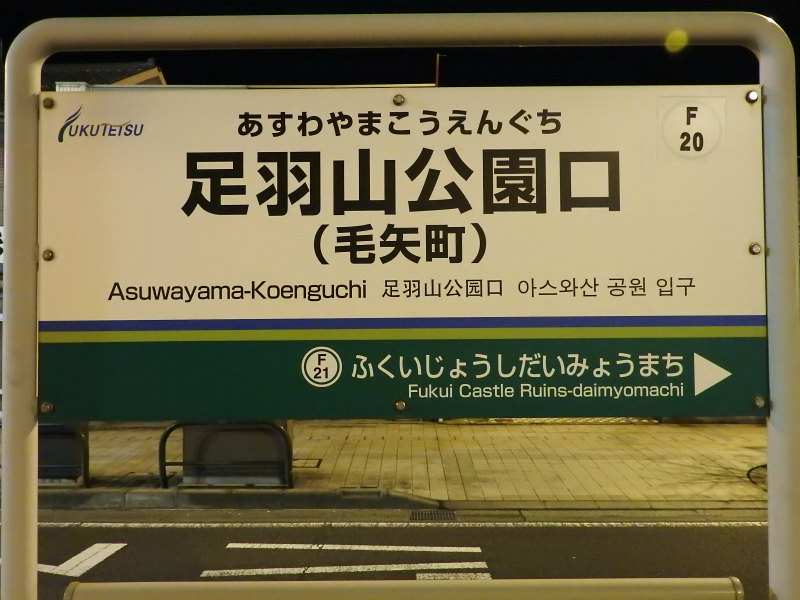 FUKUTETSU
あすわやまこうえんぐち
F
20
足羽山公園口
(毛矢町)
Asuwayama-Koenguchi 足羽山公园口 아스와산 공원 입구
F
21
ふくいじょうしだいみょうまち
Fukui Castle Ruins-daimyomachi